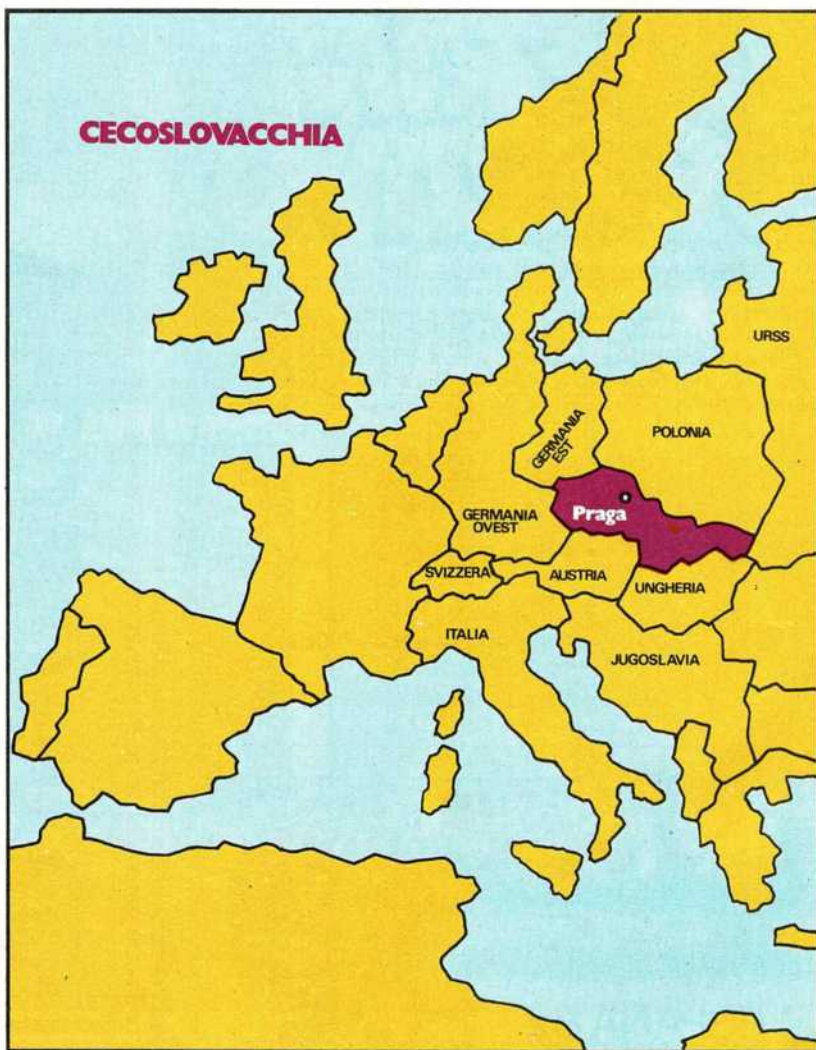 CECOSLOVACCHIA
URSS
POLONIA
GERMANIA
EST
Praga
GERMANIA
OVEST
SVIZZERA
AUSTRIA
UNGHERIA
ITALIA
JUGOSLAVIA